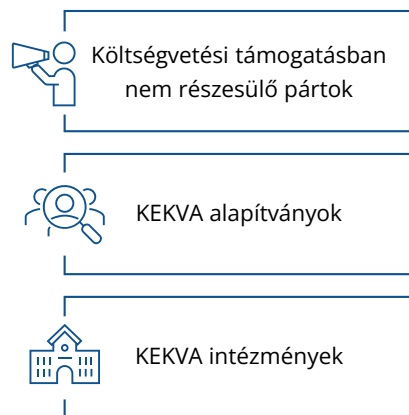 Költségvetési támogatásban
nem részesülő pártok
KEKVA alapítványok
KEKVA intézmények